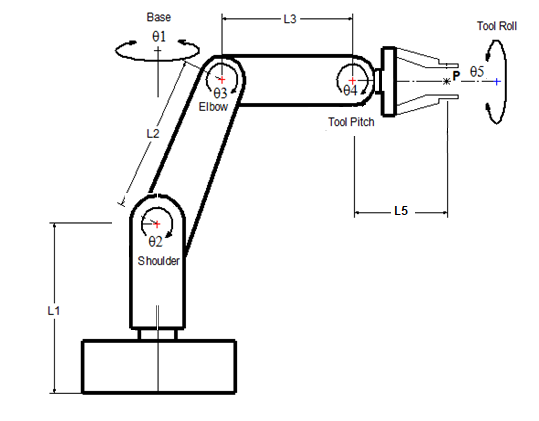 Base
θ1
L3
Tool Roll
P
θ5
θ3
Elbow
θ4
Tool Pitch
L2
L5
θ2
Shoulder
L1